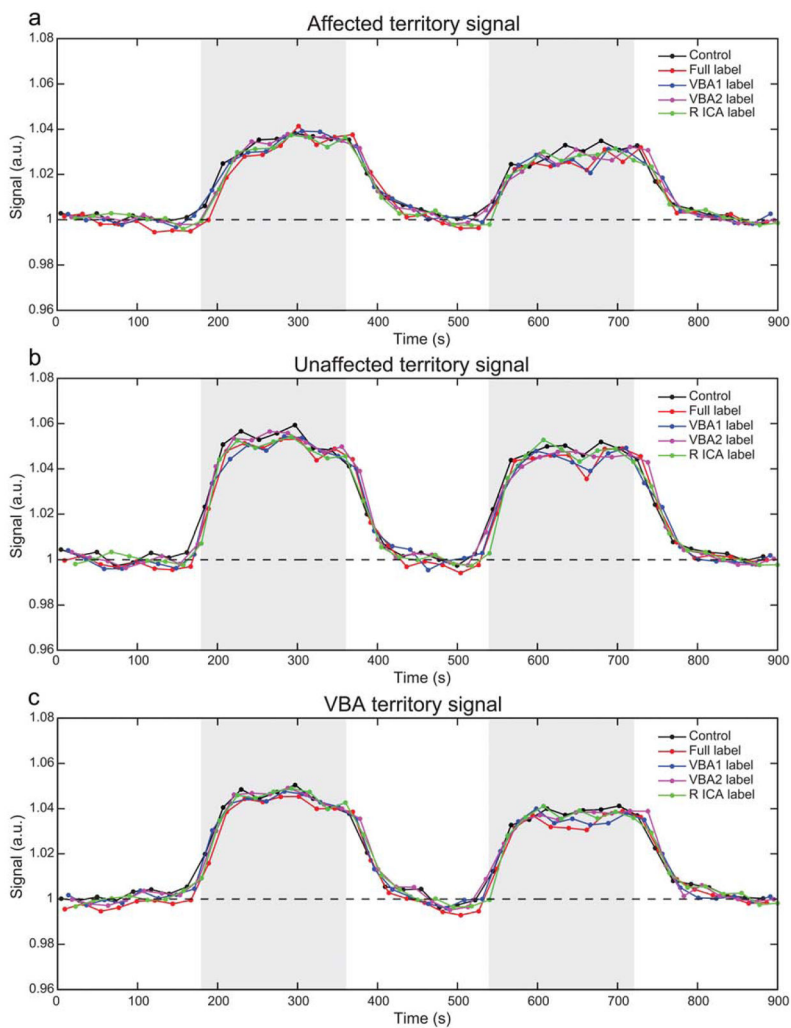 a
Affected territory signal
1.08
1.06
1.04
1.02
1
0.98
0.96
Signal (a.u.)
Control
Full label
VBA1 label
VBA2 label
R ICA label
0 100 200 300 400 500 600 700 800 900
Time (s)
b
Unaffected territory signal
1.08
1.06
1.04
1.02
1
0.98
0.96
Signal (a.u.)
Control
Full label
VBA1 label
VBA2 label
R ICA label
0 100 200 300 400 500 600 700 800 900
Time (s)
c
VBA territory signal
1.08
1.06
1.04
1.02
1
0.98
0.96
Signal (a.u.)
Control
Full label
VBA1 label
VBA2 label
R ICA label
0 100 200 300 400 500 600 700 800 900
Time (s)